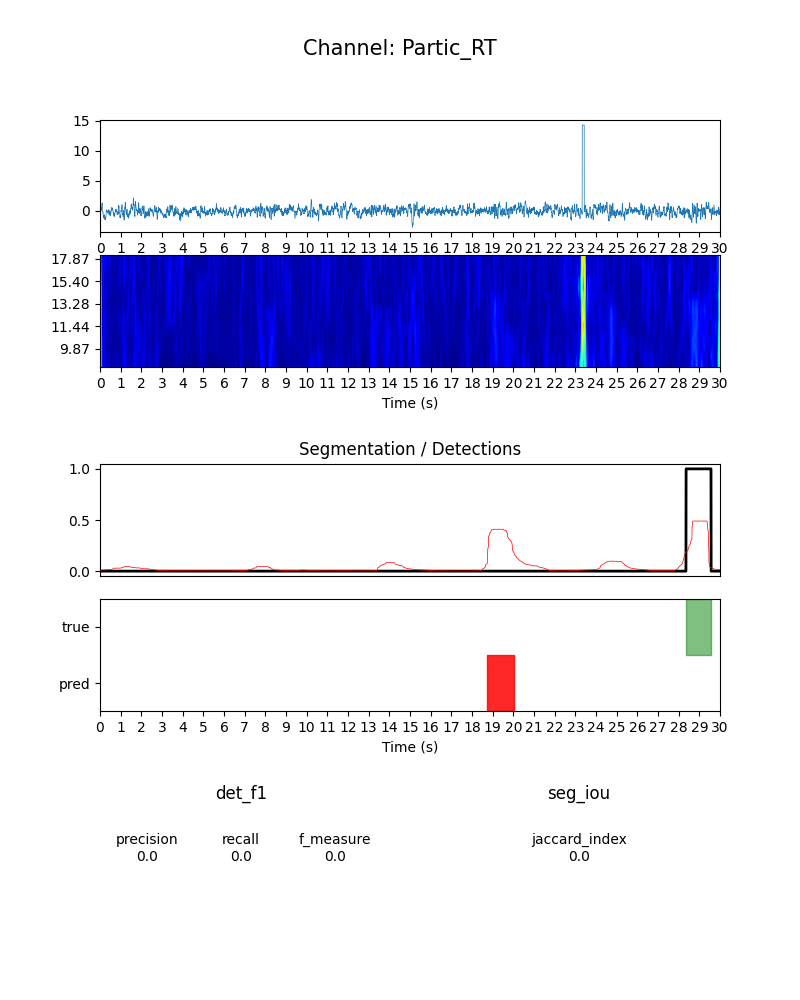 Channel: Partic_RT
15
10
5
0
0 1 2 3 4 5 6 7 8 9 10 11 12 13 14 15 16 17 18 19 20 21 22 23 24 25 26 27 28 29 30
17.87
15.40
13.28
11.44
9.87
0 1 2 3 4 5 6 7 8 9 10 11 12 13 14 15 16 17 18 19 20 21 22 23 24 25 26 27 28 29 30
Time (s)
Segmentation / Detections
1.0
0.5
0.0
true
pred
0 1 2 3 4 5 6 7 8 9 10 11 12 13 14 15 16 17 18 19 20 21 22 23 24 25 26 27 28 29 30
Time (s)
det_f1 seg_iou
precision recall f_measure jaccard_index
0.0 0.0 0.0 0.0